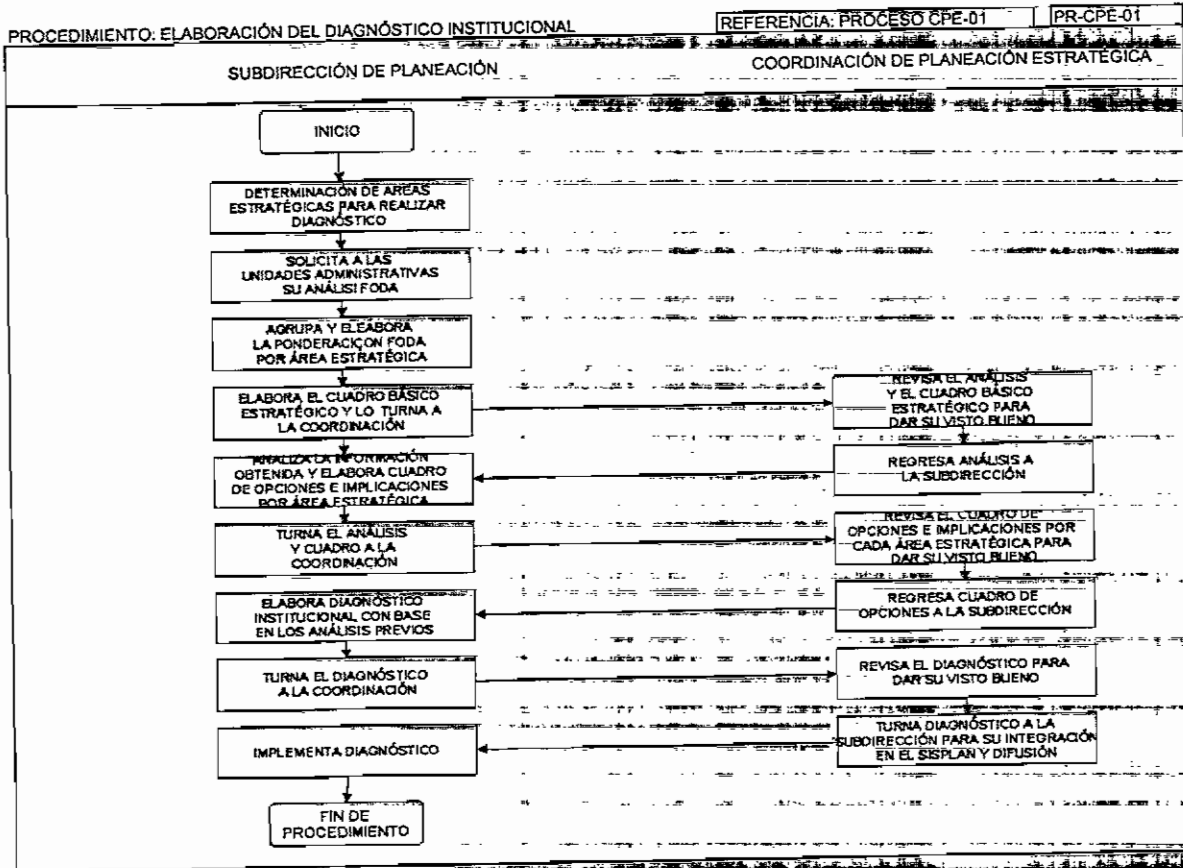 PROCEDIMIENTO: ELABORACIÓN DEL DIAGNÓSTICO INSTITUCIONAL
REFERENCIA: PROCESO CPE-01
PR-CPE-01
SUBDIRECCIÓN DE PLANEACIÓN
COORDINACIÓN DE PLANEACIÓN ESTRATÉGICA
INICIO
DETERMINACIÓN DE AREAS
ESTRATÉGICAS PARA REALIZAR
DIAGNÓSTICO
SOLICITA A LAS
UNIDADES ADMINISTRATIVAS
SU ANÁLISI FODA
AGRUPA Y ELEABORA
LA PONDERACIÇON FODA
POR ÁREA ESTRATÉGICA
ELABORA EL CUADRO BÁSICO
ESTRATÉGICO Y LO TURNA A
LA COORDINACIÓN
REVISA EL ANÁLISIS
Y EL CUADRO BÁSICO
ESTRATÉGICO PARA
DAR SU VISTO BUENO
REGRESA ANÁLISIS A
LA SUBDIRECCIÓN
ANALIZA LA INFORMACIÓN
OBTENIDA Y ELABORA CUADRO
DE OPCIONES E IMPLICACIONES
POR ÁREA ESTRATÉGICA
TURNA EL ANÁLISIS
Y CUADRO A LA
COORDINACIÓN
REVISA EL CUADRO DE
OPCIONES E IMPLICACIONES POR
CADA ÁREA ESTRATÉGICA PARA
DAR SU VISTO BUENO
REGRESA CUADRO DE
OPCIONES A LA SUBDIRECCIÓN
ELABORA DIAGNÓSTICO
INSTITUCIONAL CON BASE
EN LOS ANÁLISIS PREVIOS
TURNA EL DIAGNÓSTICO
A LA COORDINACIÓN
REVISA EL DIAGNÓSTICO PARA
DAR SU VISTO BUENO
TURNA DIAGNÓSTICO A LA
SUBDIRECCIÓN PARA SU INTEGRACIÓN
EN EL SISPLAN Y DIFUSIÓN
IMPLEMENTA DIAGNÓSTICO
FIN DE
PROCEDIMIENTO